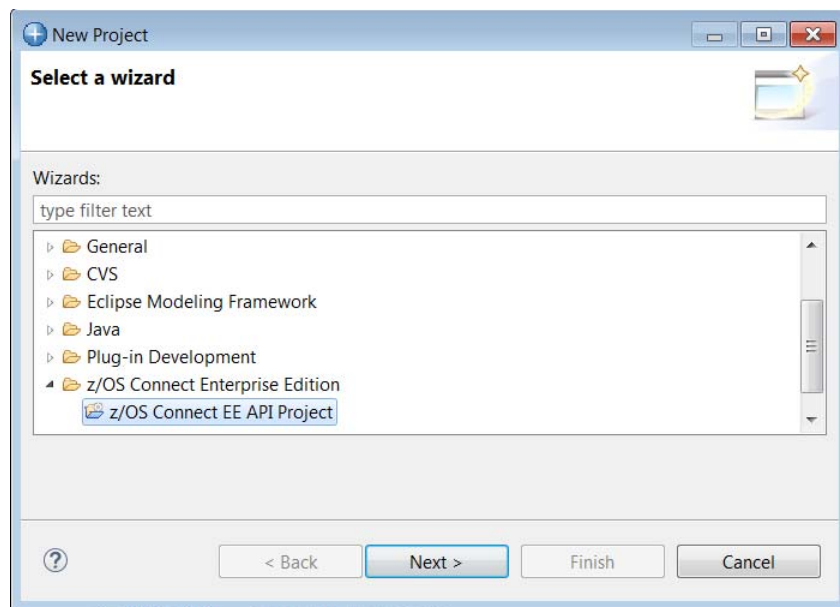 New Project
Select a wizard
Wizards:
type filter text
General
CVS
Eclipse Modeling Framework
Java
Plug-in Development
z/OS Connect Enterprise Edition
z/OS Connect EE API Project
? < Back Next > Finish Cancel